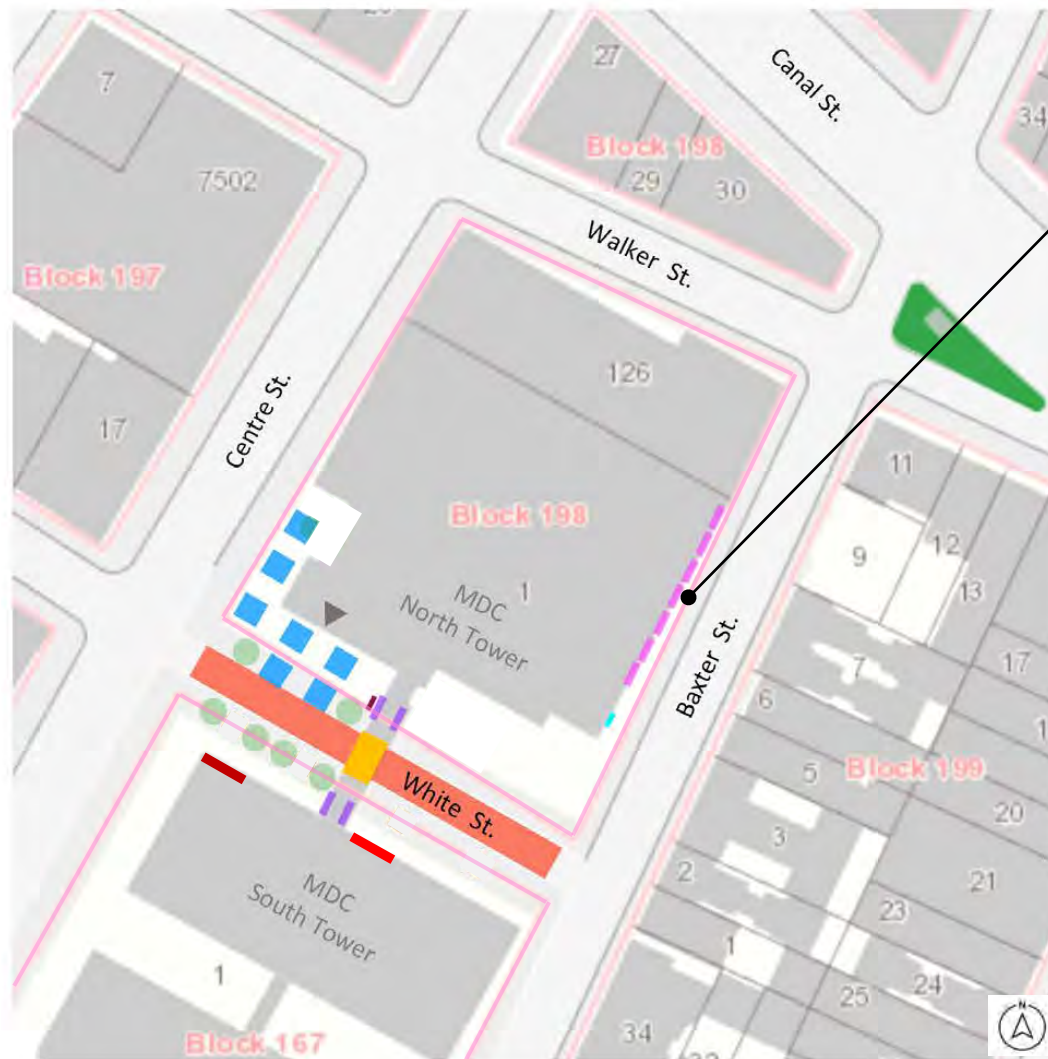 27
Canal St.
34
7
Block 198
7502
29
30
Walker St.
Block 197
126
Centre St.
17
11
Block 198
9
12
13
1
MDC
North Tower
Baxter St.
7
17
6
1
5
Block 199
White St.
20
3
2
21
MDC
South Tower
23
1
1
24
25
34
Block 167
N